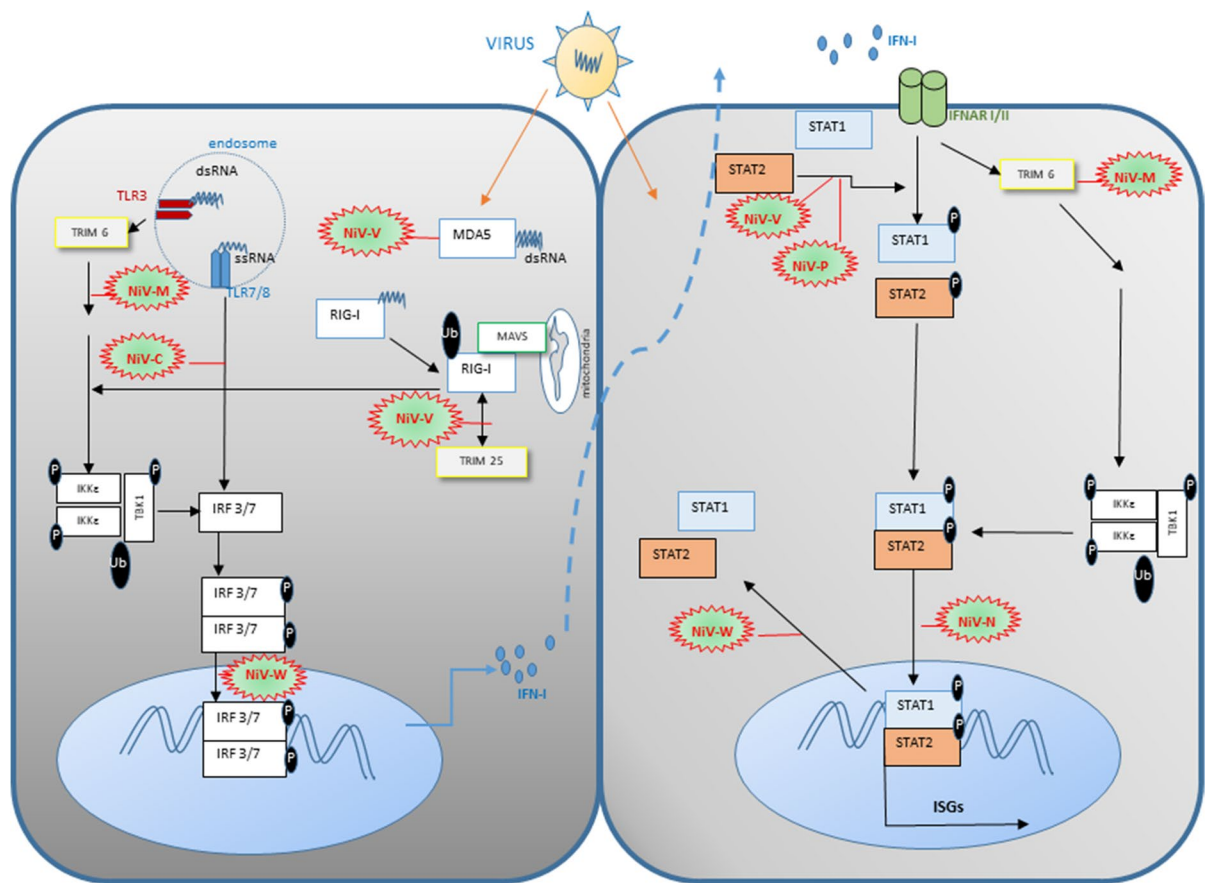 VIRUS
IFN-I
endosome
dsRNA
TLR3
TRIM 6
ssRNA
TLR7/8
NiV-M
NiV-C
NiV-V
MDA5
dsRNA
RIG-I
Ub
MAVS
RIG-I
mitochondria
NiV-V
TRIM 25
P
P
IKKε
IKKε
TBK1
P
Ub
IRF 3/7
IRF 3/7
P
IRF 3/7
P
NiV-W
IRF 3/7
P
IRF 3/7
P
IFN-I
IFNAR I/II
STAT1
STAT2
NiV-V
NiV-P
TRIM 6
NiV-M
P
STAT1
P
STAT2
P
STAT1
P
STAT2
STAT1
STAT2
P
P
IKKε
IKKε
TBK1
P
Ub
NiV-W
NiV-N
P
STAT1
P
STAT2
ISGs